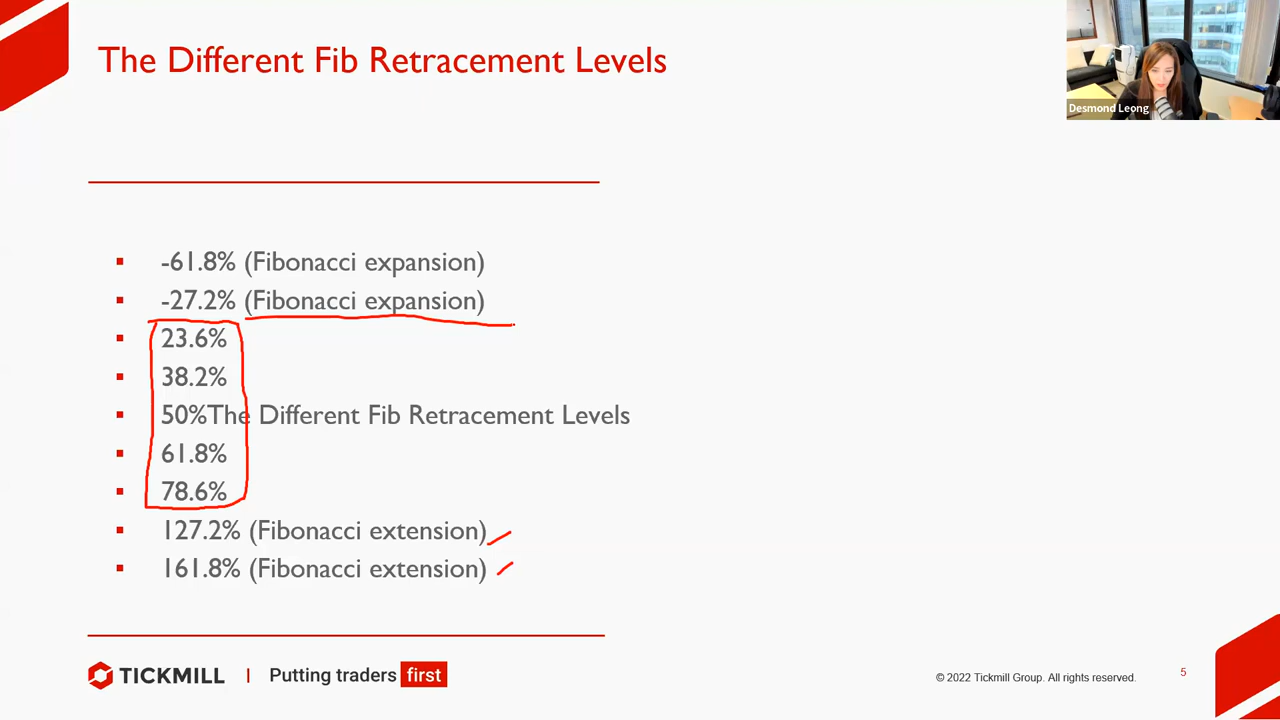 The Different Fib Retracement Levels
Desmond Leong
-61.8% (Fibonacci expansion)
-27.2% (Fibonacci expansion)
23.6%
38.2%
50%The Different Fib Retracement Levels
61.8%
78.6%
127.2% (Fibonacci extension)
161.8% (Fibonacci extension)
TICKMILL | Putting traders first
© 2022 Tickmill Group. All rights reserved.
5